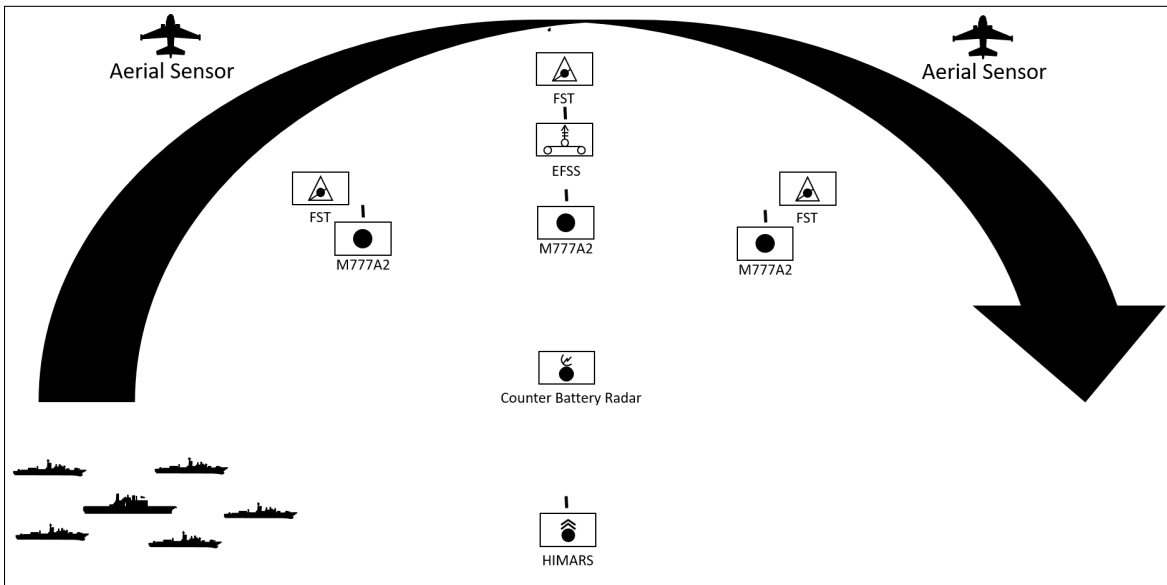 Aerial Sensor
Aerial Sensor
FST
EFSS
FST
FST
M777A2
M777A2
M777A2
Counter Battery Radar
HIMARS